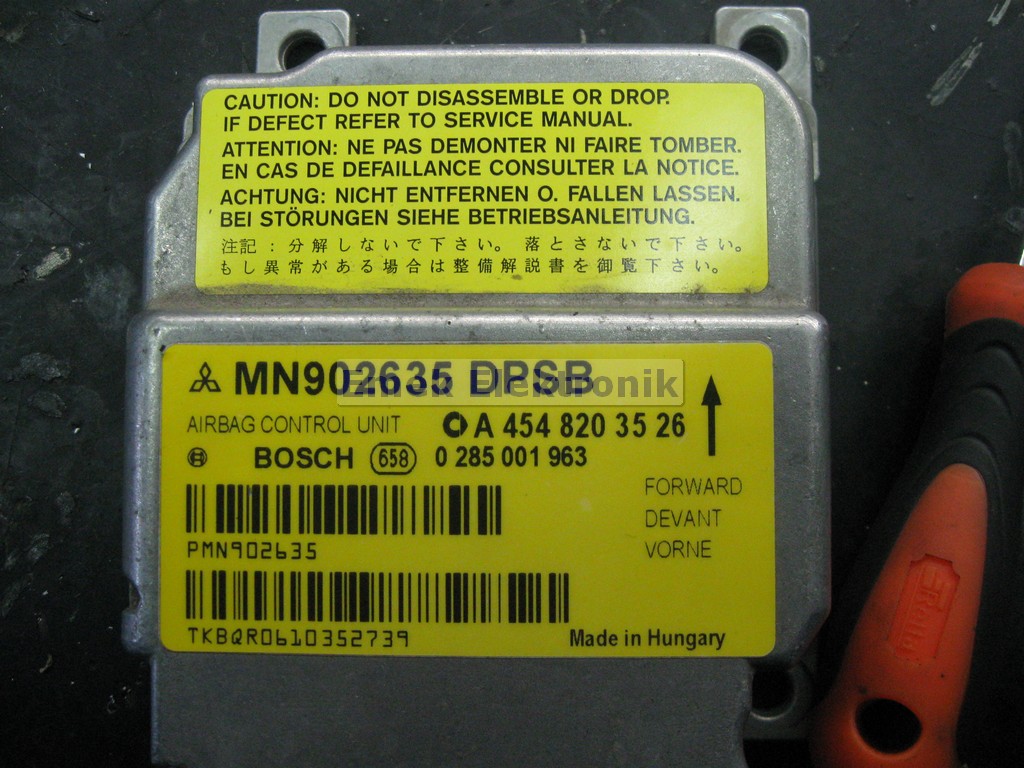 CAUTION: DO NOT DISASSEMBLE OR DROP.
IF DEFECT REFER TO SERVICE MANUAL.
ATTENTION: NE PAS DEMONTER NI FAIRE TOMBER.
EN CAS DE DEFAILLANCE CONSULTER LA NOTICE.
ACHTUNG: NICHT ENTFERNEN O. FALLEN LASSEN.
BEI STÖRUNGEN SIEHE BETRIEBSANLEITUNG.
注記：分解しないで下さい。落とさないで下さい。
もし異常がある場合は整備解説書を御覧下さい。
MN902635 DPSB
Emek Elektronik
AIRBAG CONTROL UNIT A 454 820 35 26
BOSCH 658 0 285 001 963
FORWARD
DEVANT
VORNE
PMN902635
TKBQR0610352739
Made in Hungary